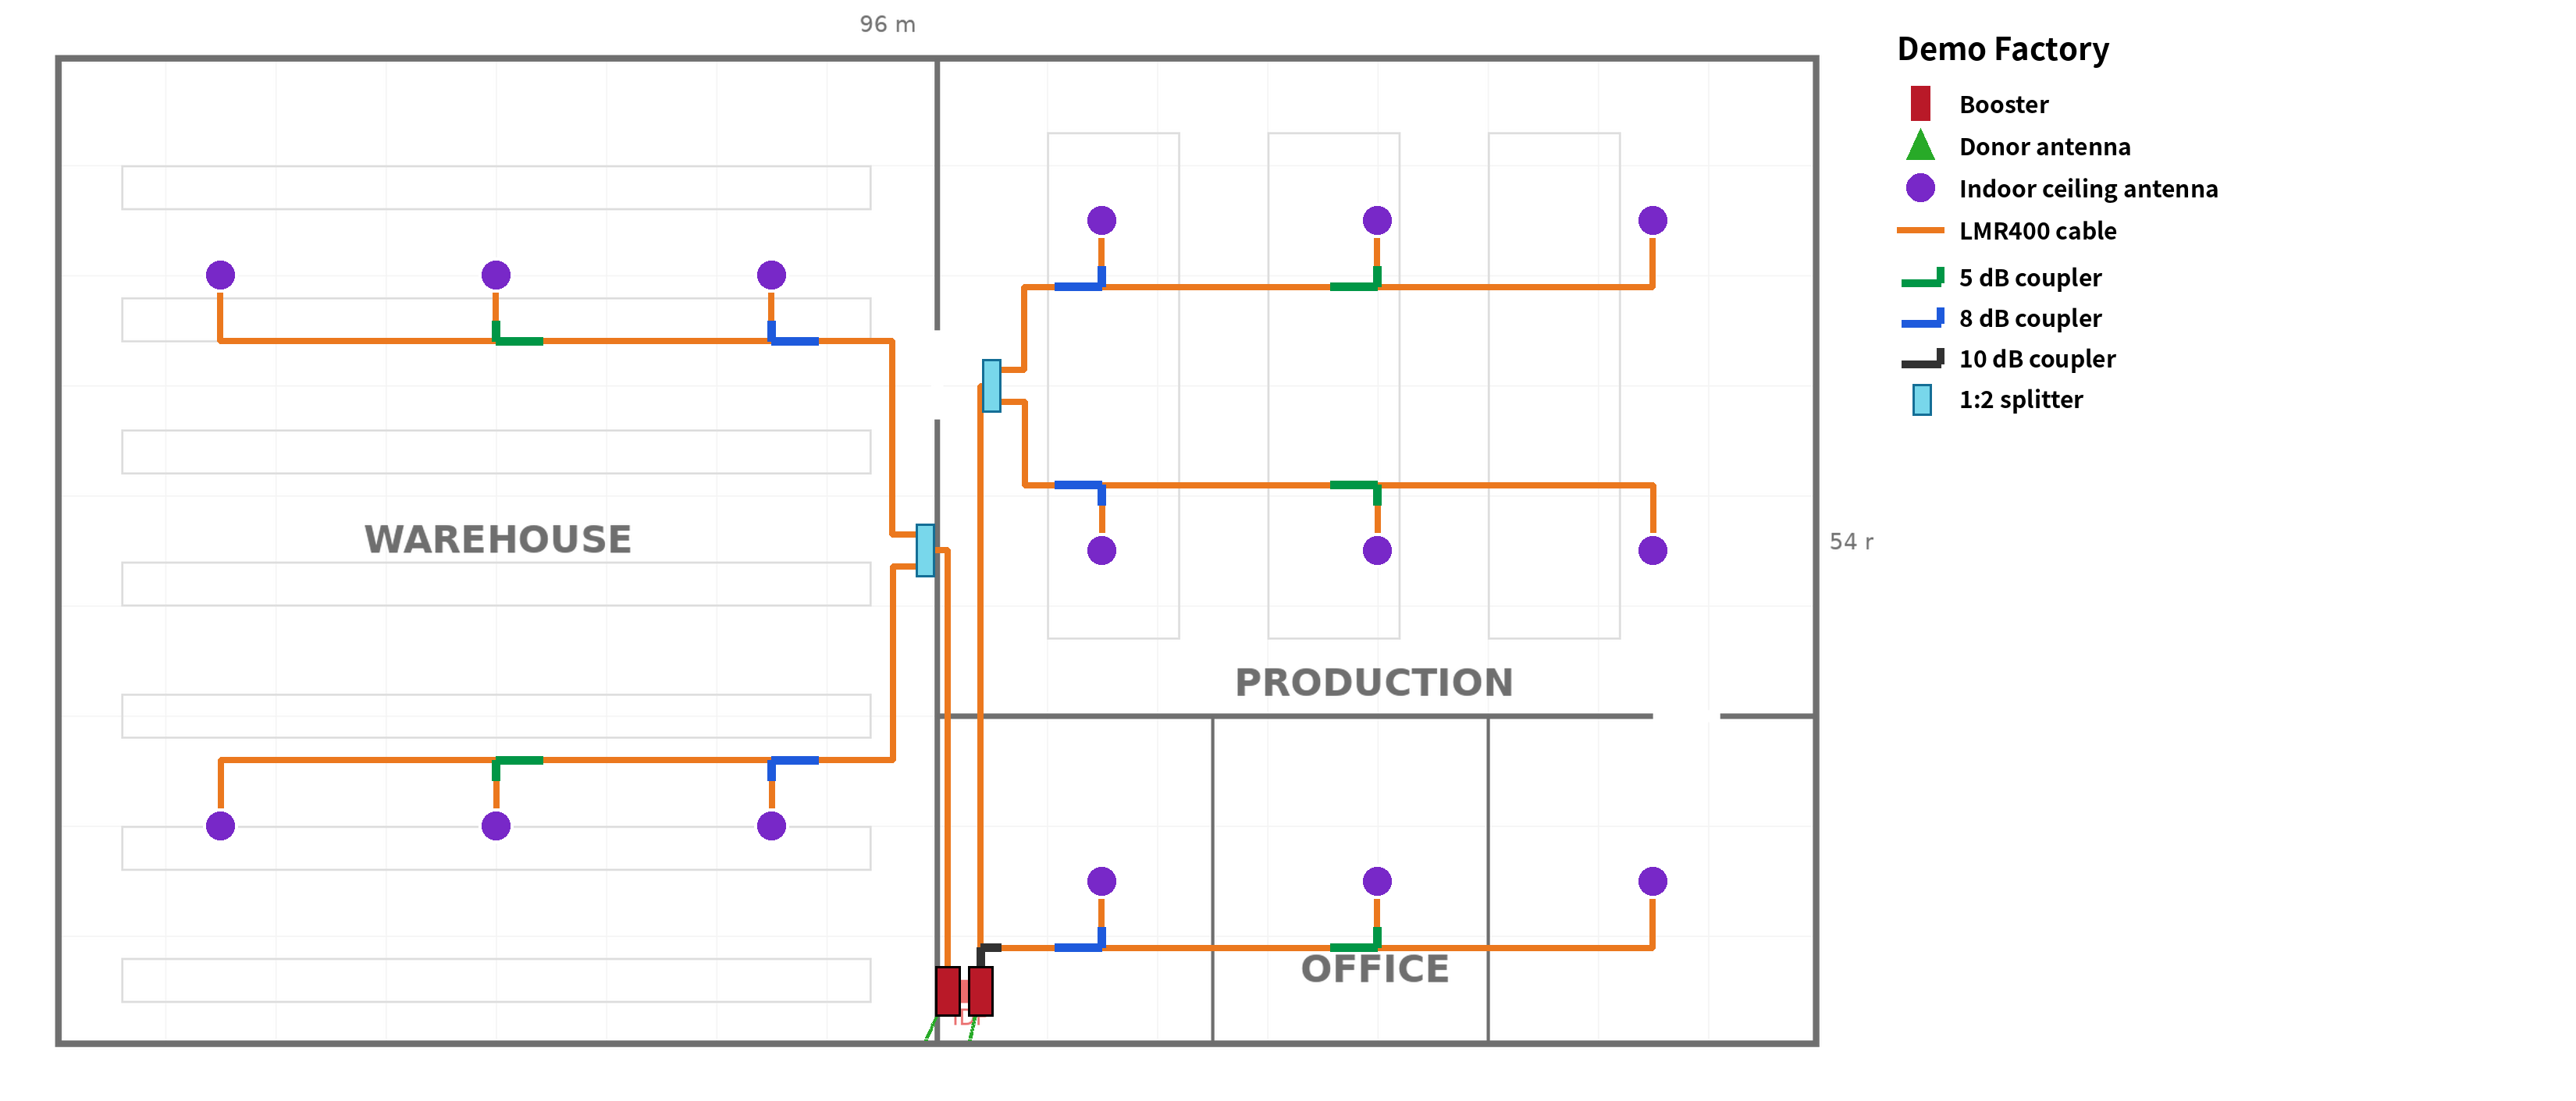 96 m
Demo Factory
Booster
Donor antenna
Indoor ceiling antenna
LMR400 cable
5 dB coupler
8 dB coupler
10 dB coupler
1:2 splitter
WAREHOUSE
54 r
PRODUCTION
OFFICE